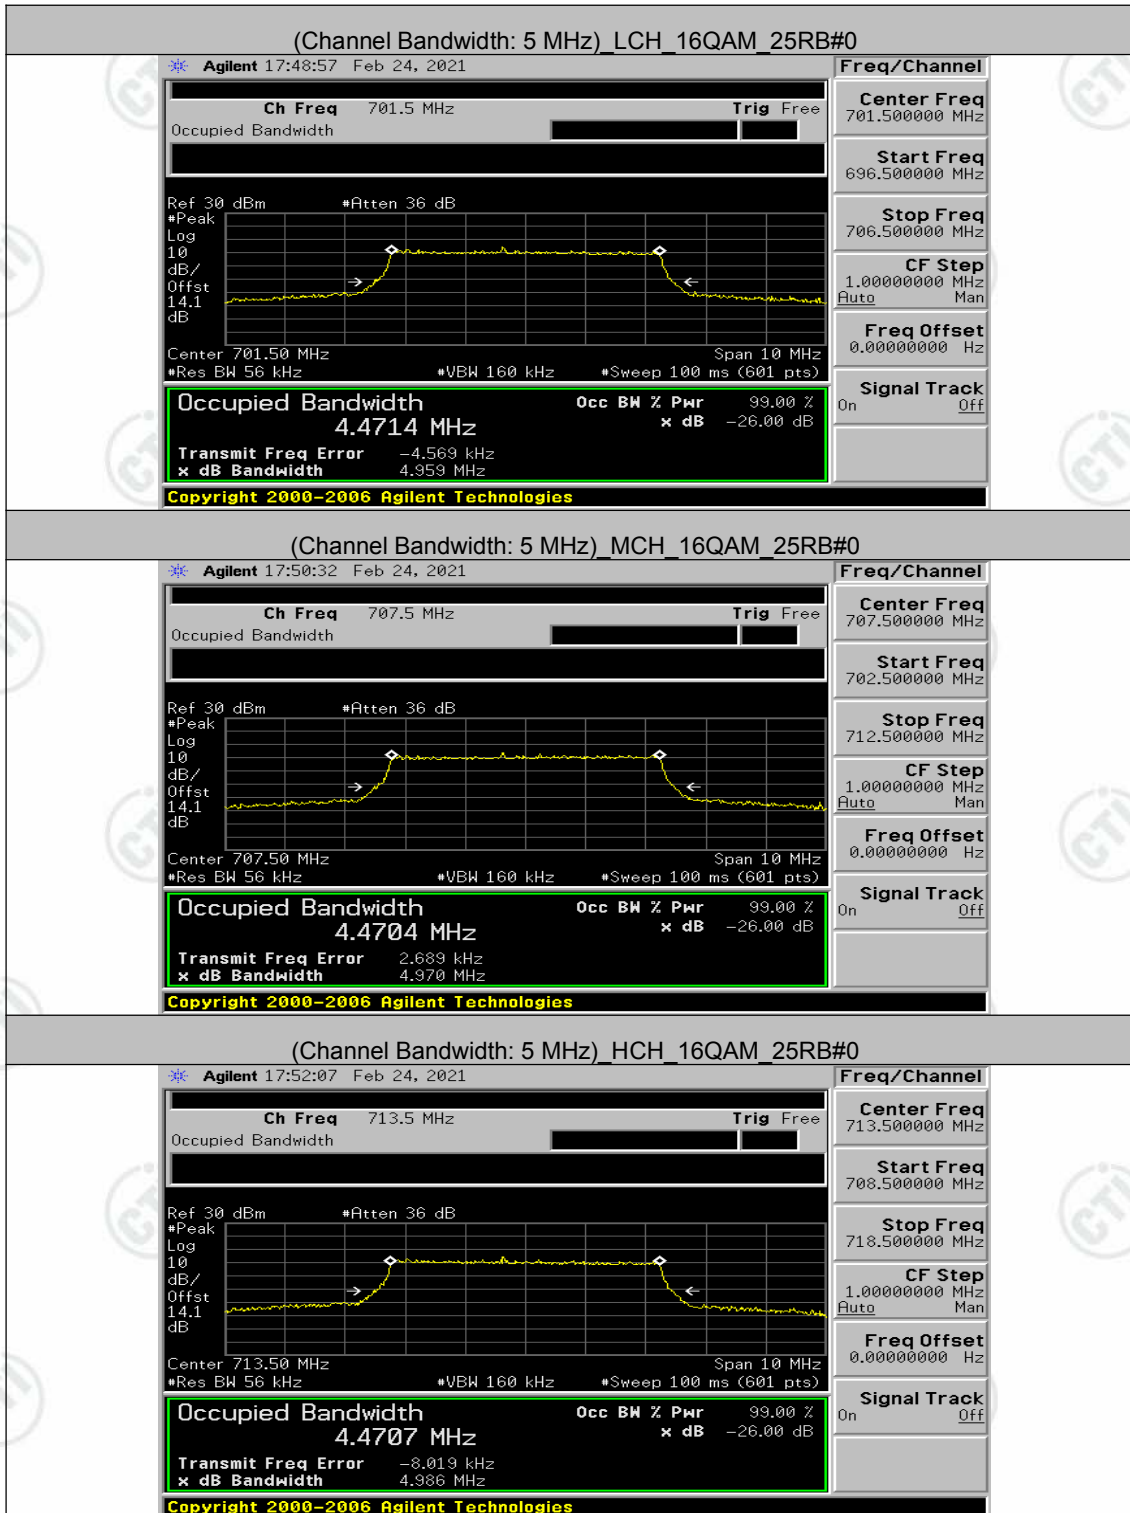 (Channel Bandwidth: 5 MHz)_LCH_16QAM_25RB#0
Agilent 17:48:57 Feb 24, 2021
Freq/Channel
Ch Freq 701.5 MHz Trig Free
Occupied Bandwidth
Center Freq
701.500000 MHz
Start Freq
696.500000 MHz
Stop Freq
706.500000 MHz
CF Step
1.00000000 MHz
Auto Man
Freq Offset
0.00000000 Hz
Signal Track
On Off
Ref 30 dBm #Atten 36 dB
#Peak
Log
10
dB/
Offst
14.1
dB
Center 701.50 MHz Span 10 MHz
#Res BW 56 kHz #VBW 160 kHz #Sweep 100 ms (601 pts)
Occupied Bandwidth Occ BW % Pwr 99.00 %
4.4714 MHz x dB -26.00 dB
Transmit Freq Error -4.569 kHz
x dB Bandwidth 4.959 MHz
Copyright 2000-2006 Agilent Technologies
(Channel Bandwidth: 5 MHz)_MCH_16QAM_25RB#0
Agilent 17:50:32 Feb 24, 2021
Freq/Channel
Ch Freq 707.5 MHz Trig Free
Occupied Bandwidth
Center Freq
707.500000 MHz
Start Freq
702.500000 MHz
Stop Freq
712.500000 MHz
CF Step
1.00000000 MHz
Auto Man
Freq Offset
0.00000000 Hz
Signal Track
On Off
Ref 30 dBm #Atten 36 dB
#Peak
Log
10
dB/
Offst
14.1
dB
Center 707.50 MHz Span 10 MHz
#Res BW 56 kHz #VBW 160 kHz #Sweep 100 ms (601 pts)
Occupied Bandwidth Occ BW % Pwr 99.00 %
4.4704 MHz x dB -26.00 dB
Transmit Freq Error 2.689 kHz
x dB Bandwidth 4.970 MHz
Copyright 2000-2006 Agilent Technologies
(Channel Bandwidth: 5 MHz)_HCH_16QAM_25RB#0
Agilent 17:52:07 Feb 24, 2021
Freq/Channel
Ch Freq 713.5 MHz Trig Free
Occupied Bandwidth
Center Freq
713.500000 MHz
Start Freq
708.500000 MHz
Stop Freq
718.500000 MHz
CF Step
1.00000000 MHz
Auto Man
Freq Offset
0.00000000 Hz
Signal Track
On Off
Ref 30 dBm #Atten 36 dB
#Peak
Log
10
dB/
Offst
14.1
dB
Center 713.50 MHz Span 10 MHz
#Res BW 56 kHz #VBW 160 kHz #Sweep 100 ms (601 pts)
Occupied Bandwidth Occ BW % Pwr 99.00 %
4.4707 MHz x dB -26.00 dB
Transmit Freq Error -8.019 kHz
x dB Bandwidth 4.986 MHz
Copyright 2000-2006 Agilent Technologies
CTI
CTI
CTI
CTI
CTI
CTI
CTI
CTI